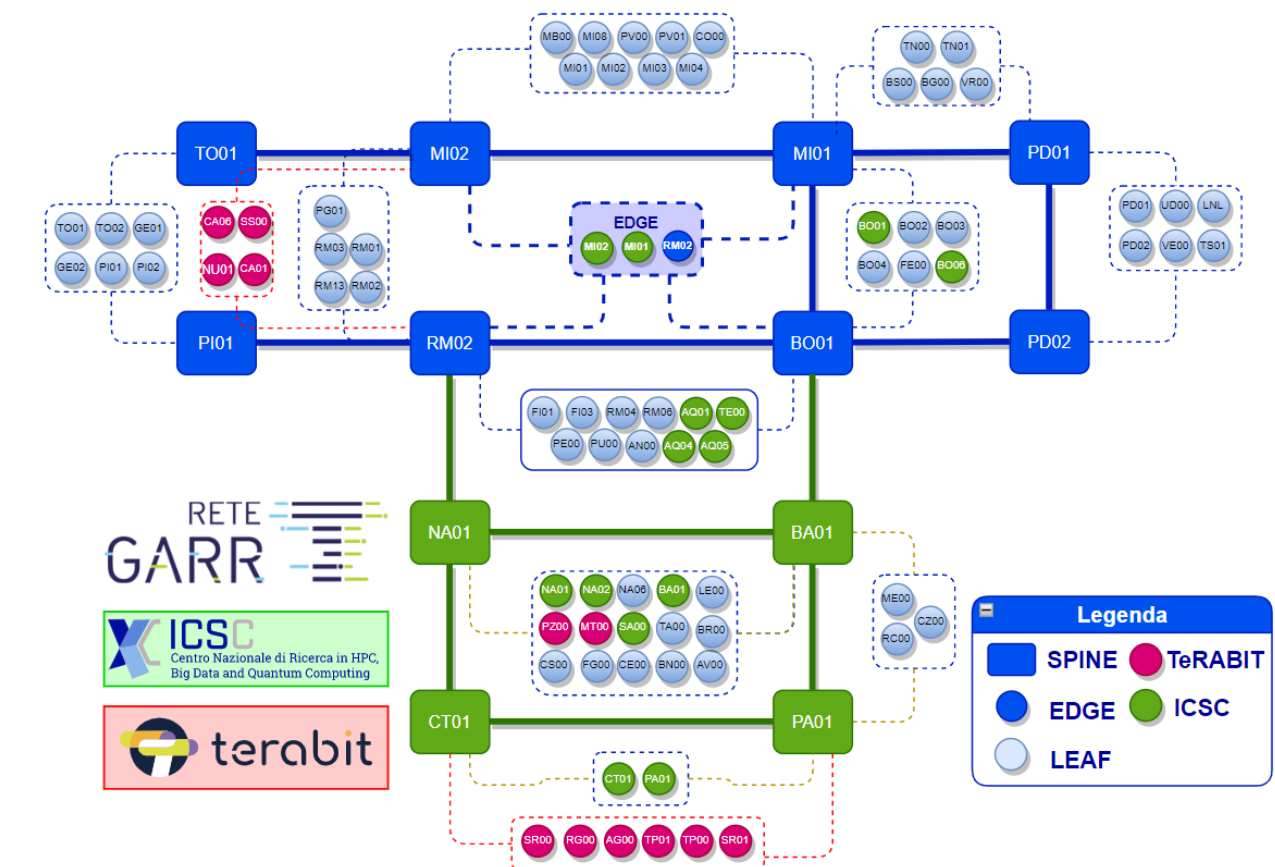 MB00 MI08 PV00 PV01 CO00
MI01 MI02 MI03 MI04
TN00 TN01
BS00 BG00 VR00
TO01
MI02
MI01
PD01
TO01 TO02 GE01
GE02 PI01 PI02
CA06 SS00
NU01 CA01
PG01
RM03 RM01
RM13 RM02
EDGE
MI02 MI01 RM02
BO01 BO02 BO03
BO04 FE00 BO06
PD01 UD00 LNL
PD02 VE00 TS01
PI01
RM02
BO01
PD02
FI01 FI03 RM04 RM06 AQ01 TE00
PE00 PU00 AN00 AQ04 AQ05
NA01
BA01
NA01 NA02 NA06 BA01 LE00
PZ00 MT00 SA00 TA00 BR00
CS00 FG00 CE00 BN00 AV00
ME00
CZ00
RC00
CT01
PA01
CT01 PA01
SR00 RG00 AG00 TP01 TP00 SR01
RETE
GARR
ICSC
Centro Nazionale di Ricerca in HPC,
Big Data and Quantum Computing
terabit
Legenda
SPINE TeRABIT
EDGE ICSC
LEAF